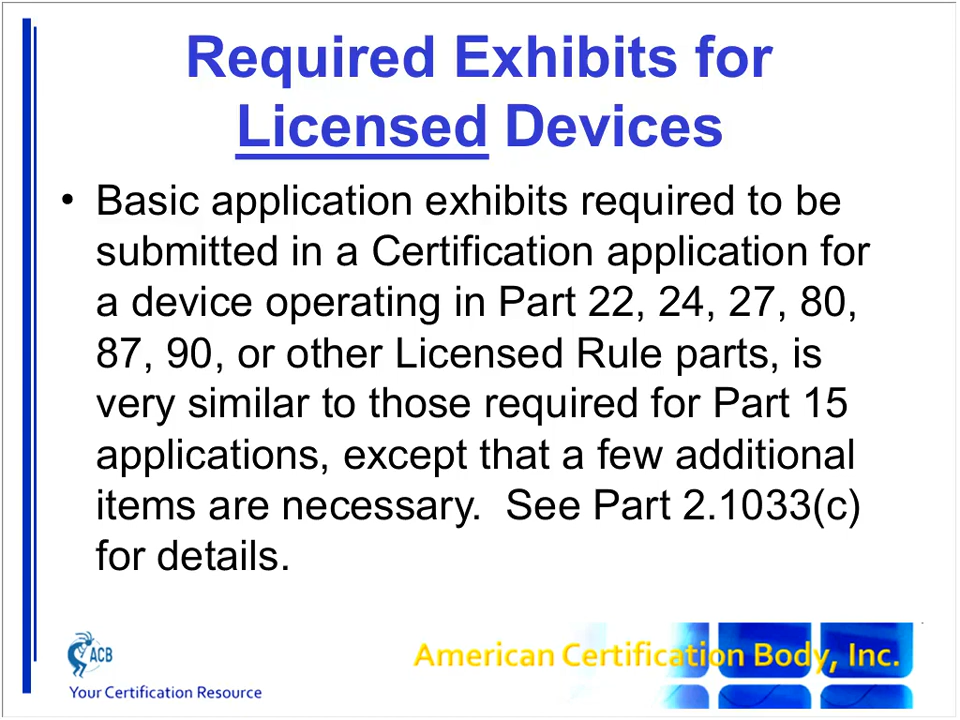 Required Exhibits for
Licensed Devices
• Basic application exhibits required to be
submitted in a Certification application for
a device operating in Part 22, 24, 27, 80,
87, 90, or other Licensed Rule parts, is
very similar to those required for Part 15
applications, except that a few additional
items are necessary.  See Part 2.1033(c)
for details.
ACB
American Certification Body, Inc.
Your Certification Resource